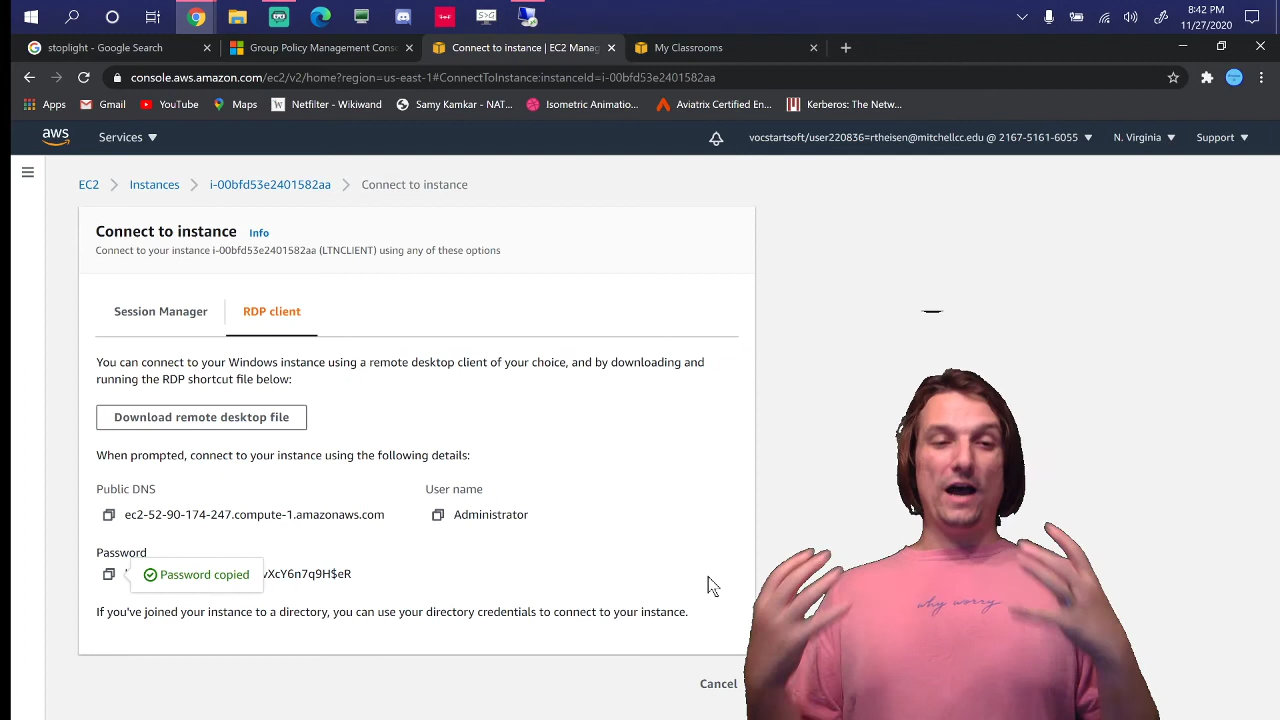 8:42 PM
11/27/2020
stoplight - Google Search
Group Policy Management Cons
Connect to instance | EC2 Manag
My Classrooms
console.aws.amazon.com/ec2/v2/home?region=us-east-1#ConnectToInstance:instanceId=i-00bfd53e2401582aa
Apps
Gmail
YouTube
Maps
W Netfilter - Wikiwand
Samy Kamkar - NAT...
Isometric Animatio...
Aviatrix Certified En...
Kerberos: The Netw...
aws
Services
vocstartsoft/user220836=rtheisen@mitchellcc.edu @ 2167-5161-6055
N. Virginia
Support
EC2 > Instances > i-00bfd53e2401582aa > Connect to instance
Connect to instance Info
Connect to your instance i-00bfd53e2401582aa (LTNCLIENT) using any of these options
Session Manager
RDP client
You can connect to your Windows instance using a remote desktop client of your choice, and by downloading and
running the RDP shortcut file below:
Download remote desktop file
When prompted, connect to your instance using the following details:
Public DNS
User name
ec2-52-90-174-247.compute-1.amazonaws.com
Administrator
Password
Password copied
XcY6n7q9H$eR
If you've joined your instance to a directory, you can use your directory credentials to connect to your instance.
why worry
Cancel